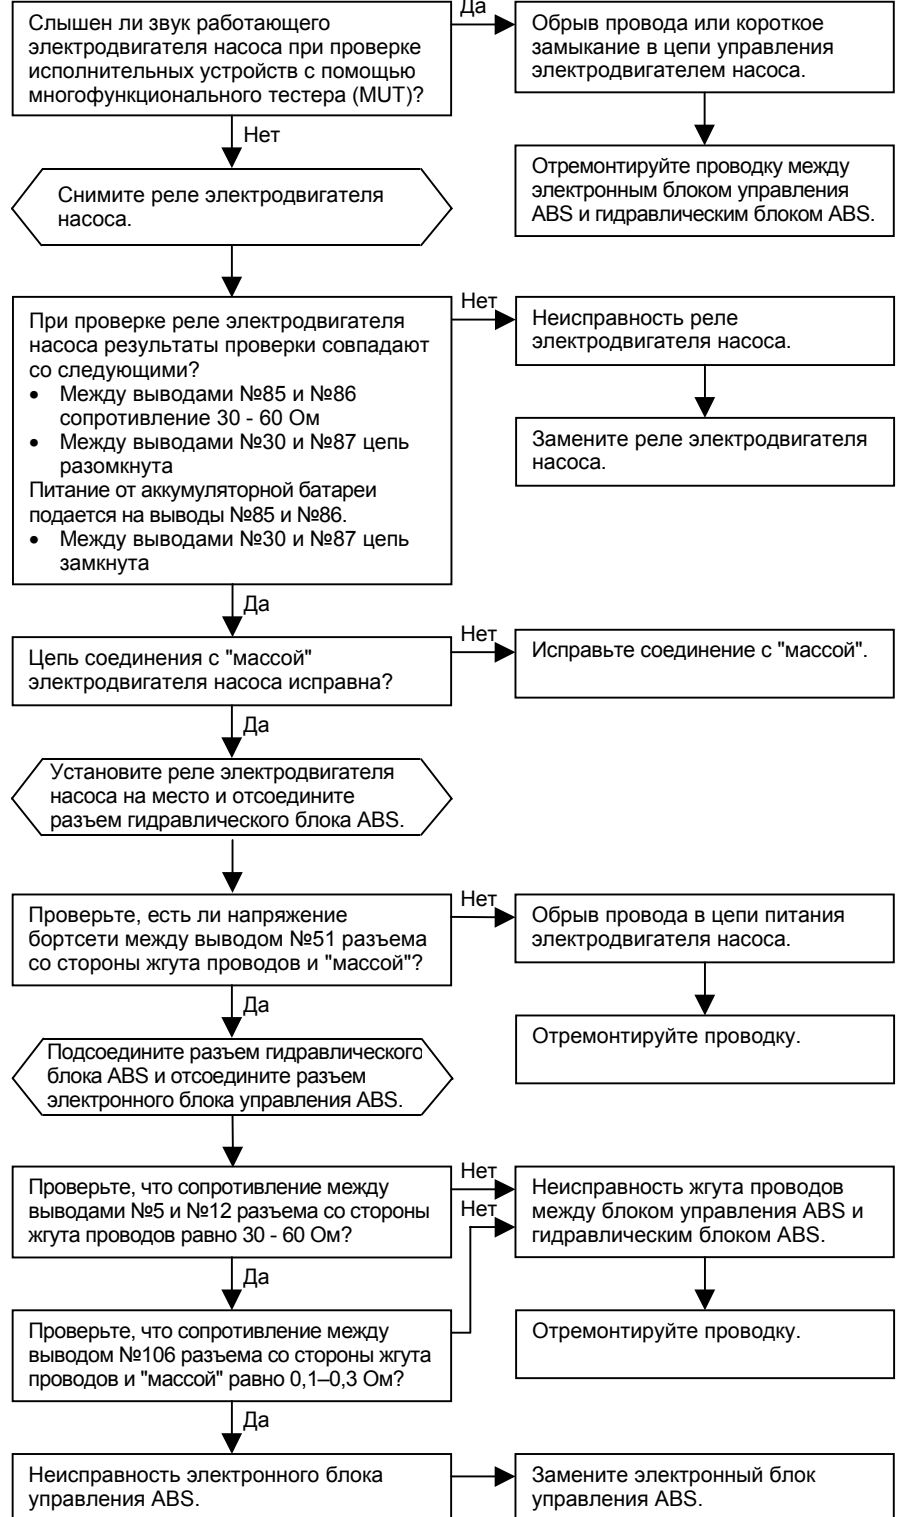 Слышен ли звук работающего
электродвигателя насоса при проверке
исполнительных устройств с помощью
многофункционального тестера (MUT)?
Да
Обрыв провода или короткое
замыкание в цепи управления
электродвигателем насоса.
Нет
Отремонтируйте проводку между
электронным блоком управления
ABS и гидравлическим блоком ABS.
Снимите реле электродвигателя
насоса.
При проверке реле электродвигателя
насоса результаты проверки совпадают
со следующими?
• Между выводами №85 и №86
сопротивление 30 - 60 Ом
• Между выводами №30 и №87 цепь
разомкнута
Питание от аккумуляторной батареи
подается на выводы №85 и №86.
• Между выводами №30 и №87 цепь
замкнута
Нет
Неисправность реле
электродвигателя насоса.
Замените реле электродвигателя
насоса.
Да
Цепь соединения с "массой"
электродвигателя насоса исправна?
Нет
Исправьте соединение с "массой".
Да
Установите реле электродвигателя
насоса на место и отсоедините
разъем гидравлического блока ABS.
Проверьте, есть ли напряжение
бортсети между выводом №51 разъема
со стороны жгута проводов и "массой"?
Нет
Обрыв провода в цепи питания
электродвигателя насоса.
Да
Отремонтируйте проводку.
Подсоедините разъем гидравлического
блока ABS и отсоедините разъем
электронного блока управления ABS.
Проверьте, что сопротивление между
выводами №5 и №12 разъема со стороны
жгута проводов равно 30 - 60 Ом?
Нет
Нет
Неисправность жгута проводов
между блоком управления ABS и
гидравлическим блоком ABS.
Да
Проверьте, что сопротивление между
выводом №106 разъема со стороны жгута
проводов и "массой" равно 0,1–0,3 Ом?
Отремонтируйте проводку.
Да
Неисправность электронного блока
управления ABS.
Замените электронный блок
управления ABS.